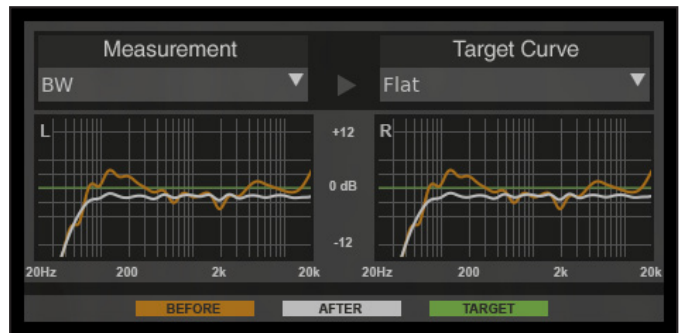 Measurement
Target Curve
BW
Flat
L
+12
R
0 dB
-12
20Hz 200 2k 20k
20Hz 200 2k 20k
BEFORE AFTER TARGET